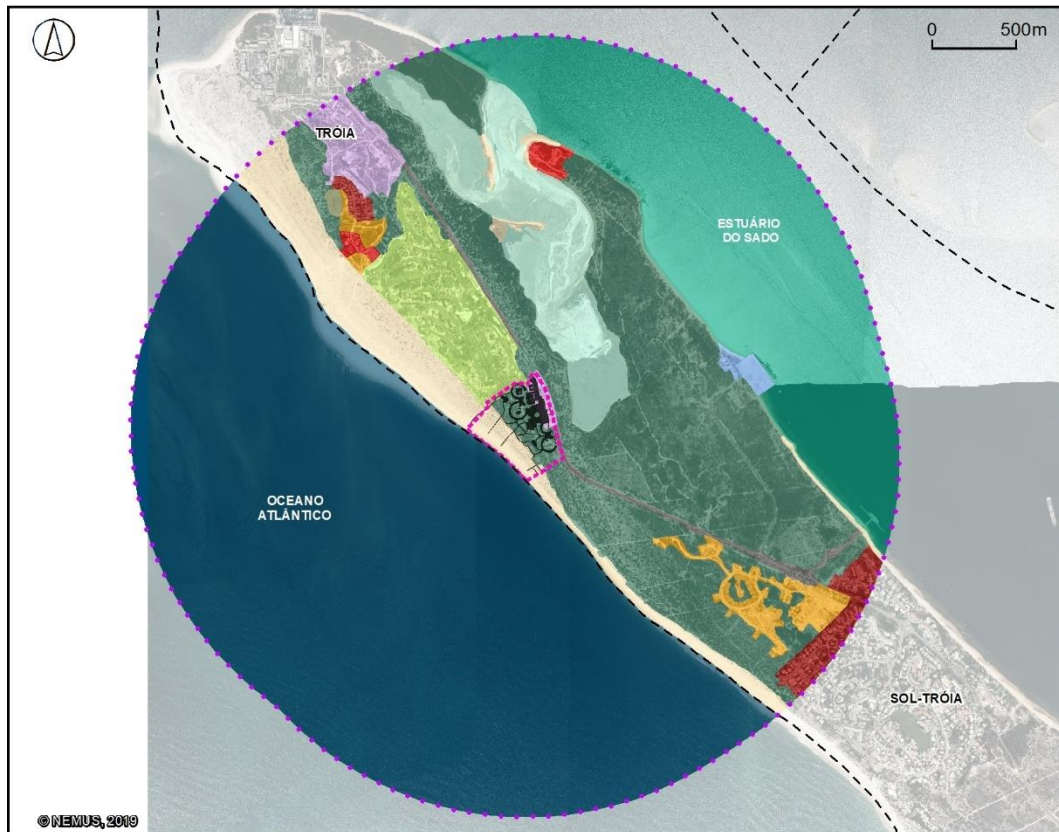 0 500m
TRÓIA
ESTUÁRIO
DO SADO
OCEANO
ATLÂNTICO
SOL-TRÓIA
© NEMUS, 2019